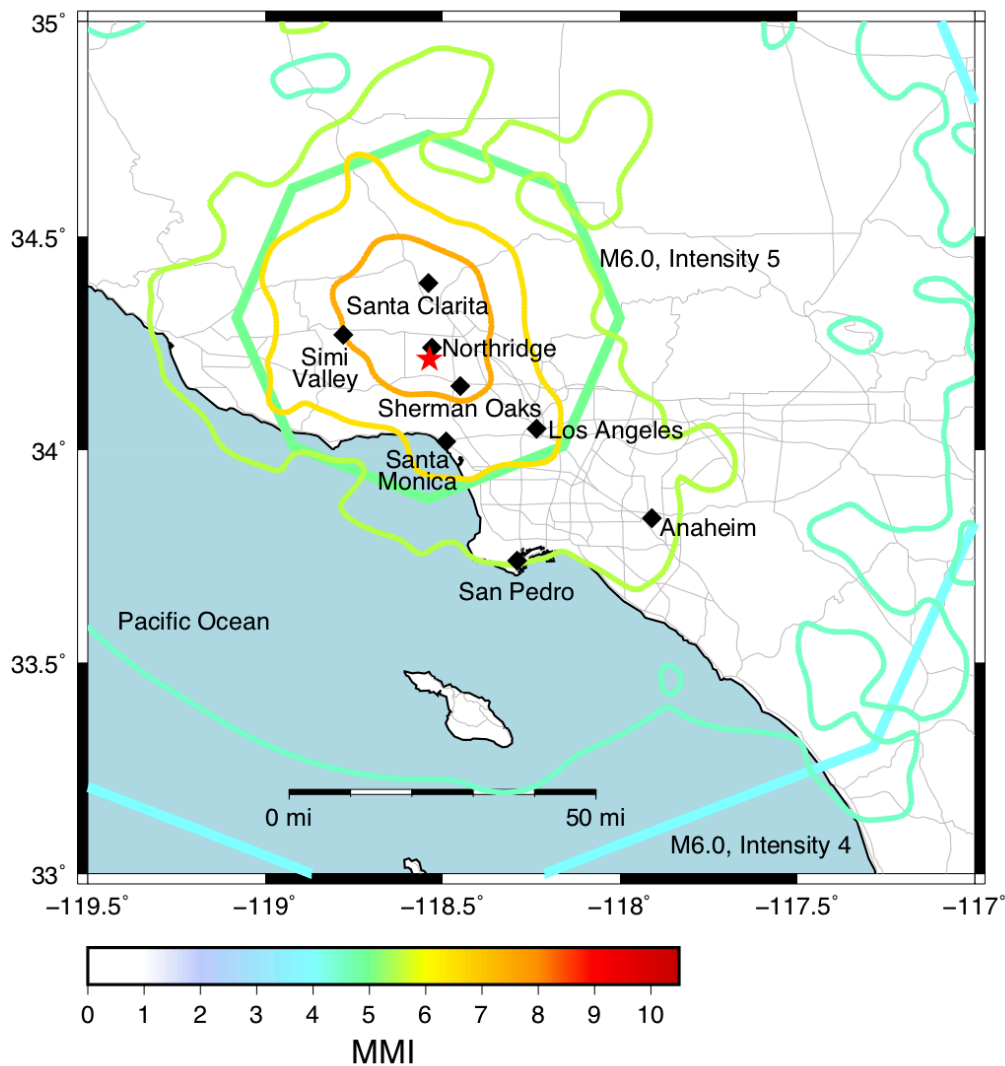 35°
34.5°
34°
33.5°
33°
M6.0, Intensity 5
Santa Clarita
Northridge
Simi
Valley
Sherman Oaks
Los Angeles
Santa
Monica
Anaheim
San Pedro
Pacific Ocean
0 mi 50 mi
M6.0, Intensity 4
−119.5° −119° −118.5° −118° −117.5° −117°
0 1 2 3 4 5 6 7 8 9 10
MMI